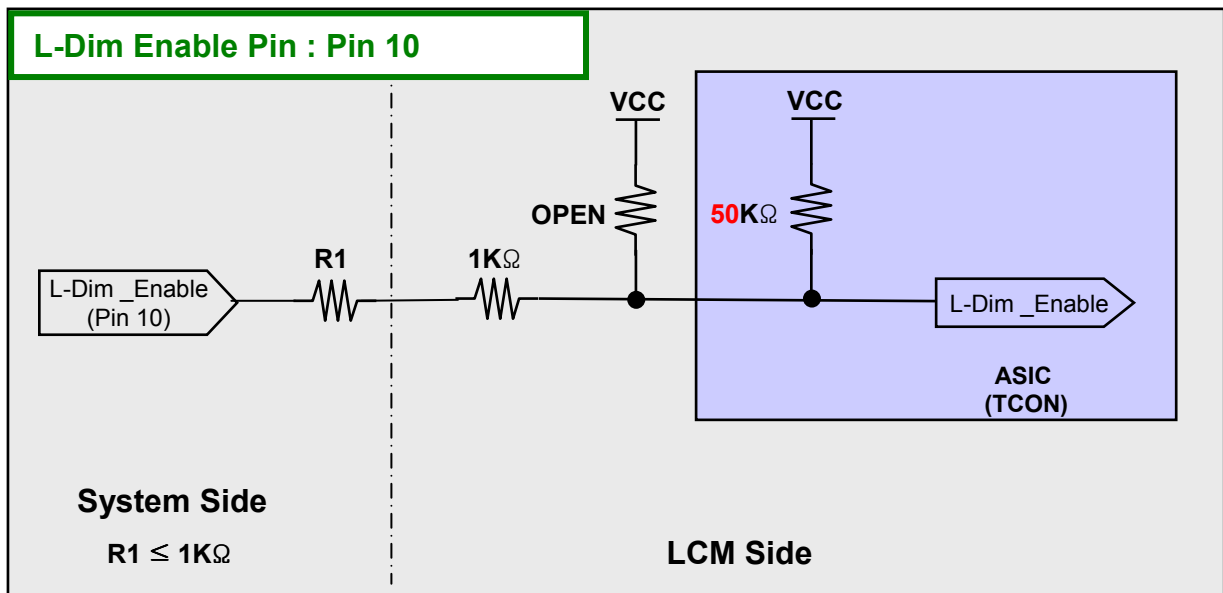 L-Dim Enable Pin : Pin 10
VCC
VCC
OPEN
50KΩ
R1
1KΩ
L-Dim _Enable
(Pin 10)
L-Dim _Enable
ASIC
(TCON)
System Side
R1 ≤ 1KΩ
LCM Side